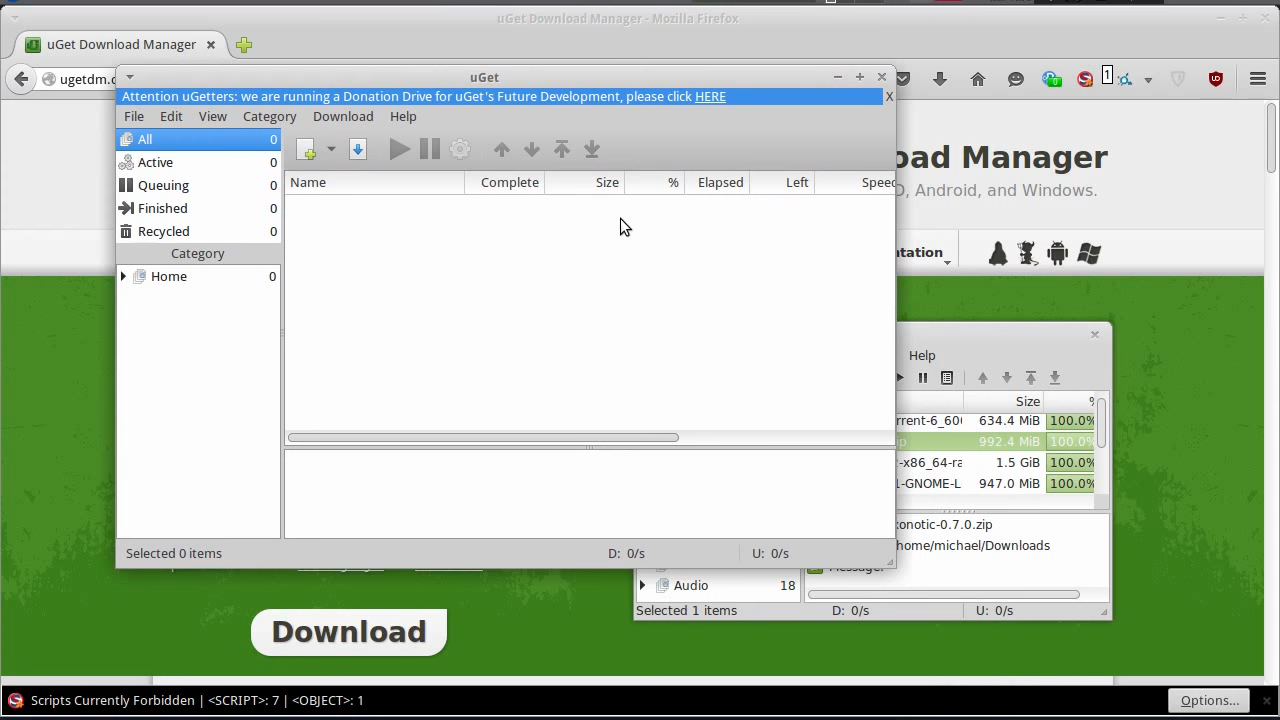 uGet Download Manager - Mozilla Firefox
uGet Download Manager
ugetdm.c
1
uGet
Attention uGetters: we are running a Donation Drive for uGet's Future Development, please click HERE
X
File Edit View Category Download Help
All 0
Active 0
Queuing 0
Finished 0
Recycled 0
Category
Home 0
Name Complete Size % Elapsed Left Speed
Selected 0 items D: 0/s U: 0/s
oad Manager
D, Android, and Windows.
ntation
Help
Size %
rrent-6_60( 634.4 MiB 100.0%
ip 992.4 MiB 100.0%
-x86_64-ra 1.5 GiB 100.0%
1-GNOME-L 947.0 MiB 100.0%
onotic-0.7.0.zip
home/michael/Downloads
Audio 18
Selected 1 items D: 0/s U: 0/s
Download
Scripts Currently Forbidden | <SCRIPT>: 7 | <OBJECT>: 1
Options...